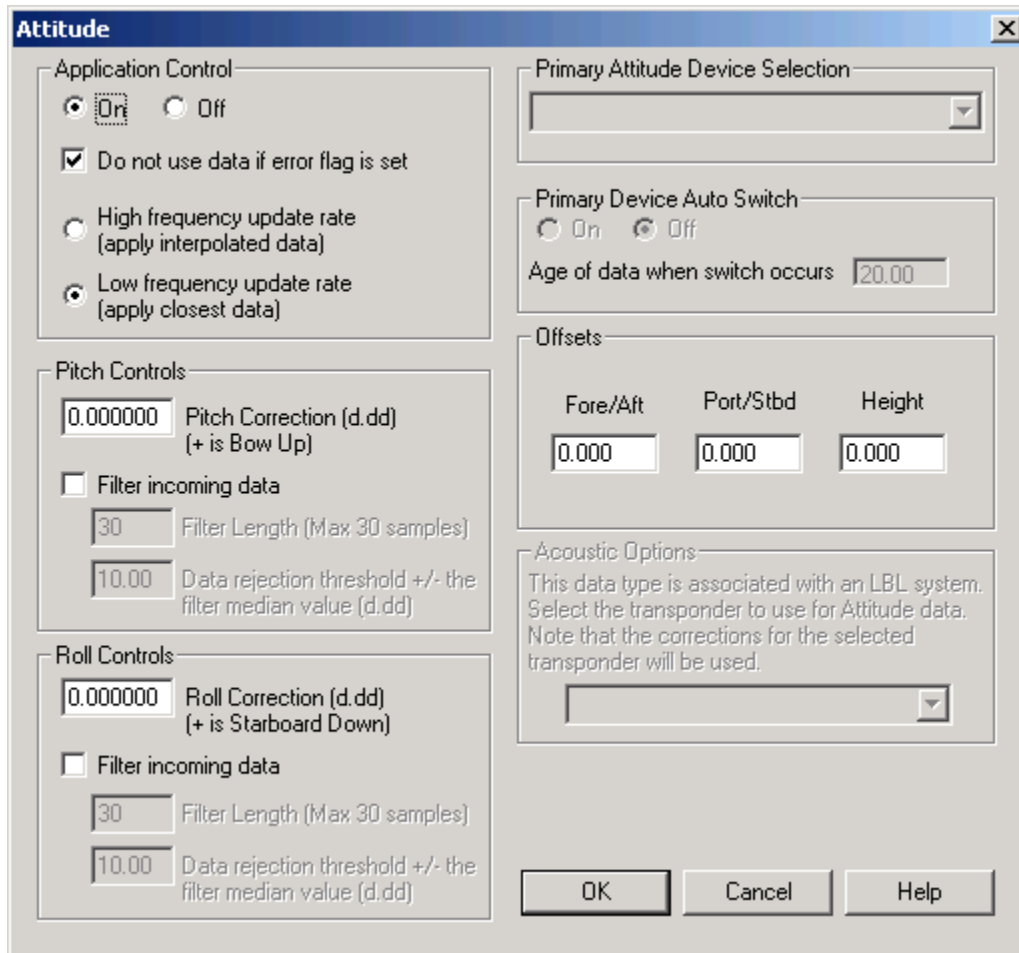 Attitude
Application Control
On Off
Do not use data if error flag is set
High frequency update rate
(apply interpolated data)
Low frequency update rate
(apply closest data)
Pitch Controls
0.000000 Pitch Correction (d.dd)
(+ is Bow Up)
Filter incoming data
30 Filter Length (Max 30 samples)
10.00 Data rejection threshold +/- the
filter median value (d.dd)
Roll Controls
0.000000 Roll Correction (d.dd)
(+ is Starboard Down)
Filter incoming data
30 Filter Length (Max 30 samples)
10.00 Data rejection threshold +/- the
filter median value (d.dd)
Primary Attitude Device Selection
Primary Device Auto Switch
On Off
Age of data when switch occurs 20.00
Offsets
Fore/Aft Port/Stbd Height
0.000 0.000 0.000
Acoustic Options
This data type is associated with an LBL system.
Select the transponder to use for Attitude data.
Note that the corrections for the selected
transponder will be used.
OK Cancel Help